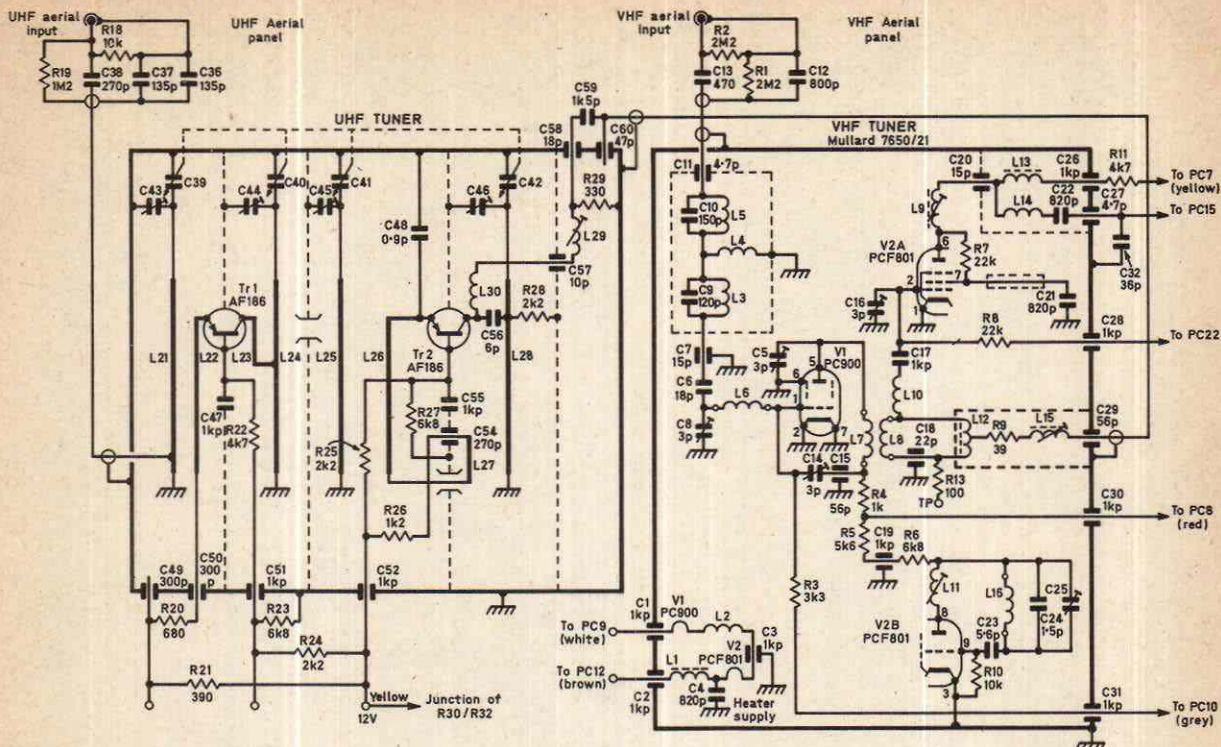 UHF aerial
input
R18
10k
UHF Aerial
panel
R19
1M2
C38
270p
C37
135p
C36
135p
UHF TUNER
C43
C39
C44
C40
C45
C41
C46
C42
C48
0·9p
C58
18p
C59
1k5p
C60
47p
R29
330
L29
C57
10p
L30
R28
2k2
C56
6p
Tr1
AF186
Tr2
AF186
L21
L22
L23
L24
L25
L26
L28
C47
1kp
R22
4k7
R25
2k2
R27
6k8
C55
1kp
C54
270p
L27
R26
1k2
C49
300p
C50
300
p
C51
1kp
C52
1kp
R20
680
R23
6k8
R24
2k2
R21
390
Yellow
12V
Junction of
R30/R32
VHF aerial
input
R2
2M2
VHF Aerial
panel
C13
470
R1
2M2
C12
800p
VHF TUNER
Mullard 7650/21
C11
4·7p
C10
150p
L5
L4
C9
120p
L3
C7
15p
C6
18p
C8
3p
L6
C5
3p
V1
PC900
5
6
1
2
7
L7
L8
C14
3p
C15
56p
R4
1k
R5
5k6
C19
1kp
R6
6k8
R3
3k3
C20
15p
L13
C26
1kp
R11
4k7
To PC7
(yellow)
L14
C22
820p
C27
4·7p
To PC15
L9
V2A
PCF801
6
2
7
1
R7
22k
C32
36p
C16
3p
C21
820p
R8
22k
C28
1kp
To PC22
C17
1kp
L10
L12
R9
39
L15
C29
56p
C18
22p
R13
100
TP
C30
1kp
To PC8
(red)
L11
V2B
PCF801
8
9
3
L16
C23
5·6p
C25
C24
1·5p
R10
10k
C31
1kp
To PC10
(grey)
C1
1kp
V1
PC900
L2
To PC9
(white)
V2
PCF801
C3
1kp
To PC12
(brown)
L1
C4
820p
C2
1kp
Heater
supply